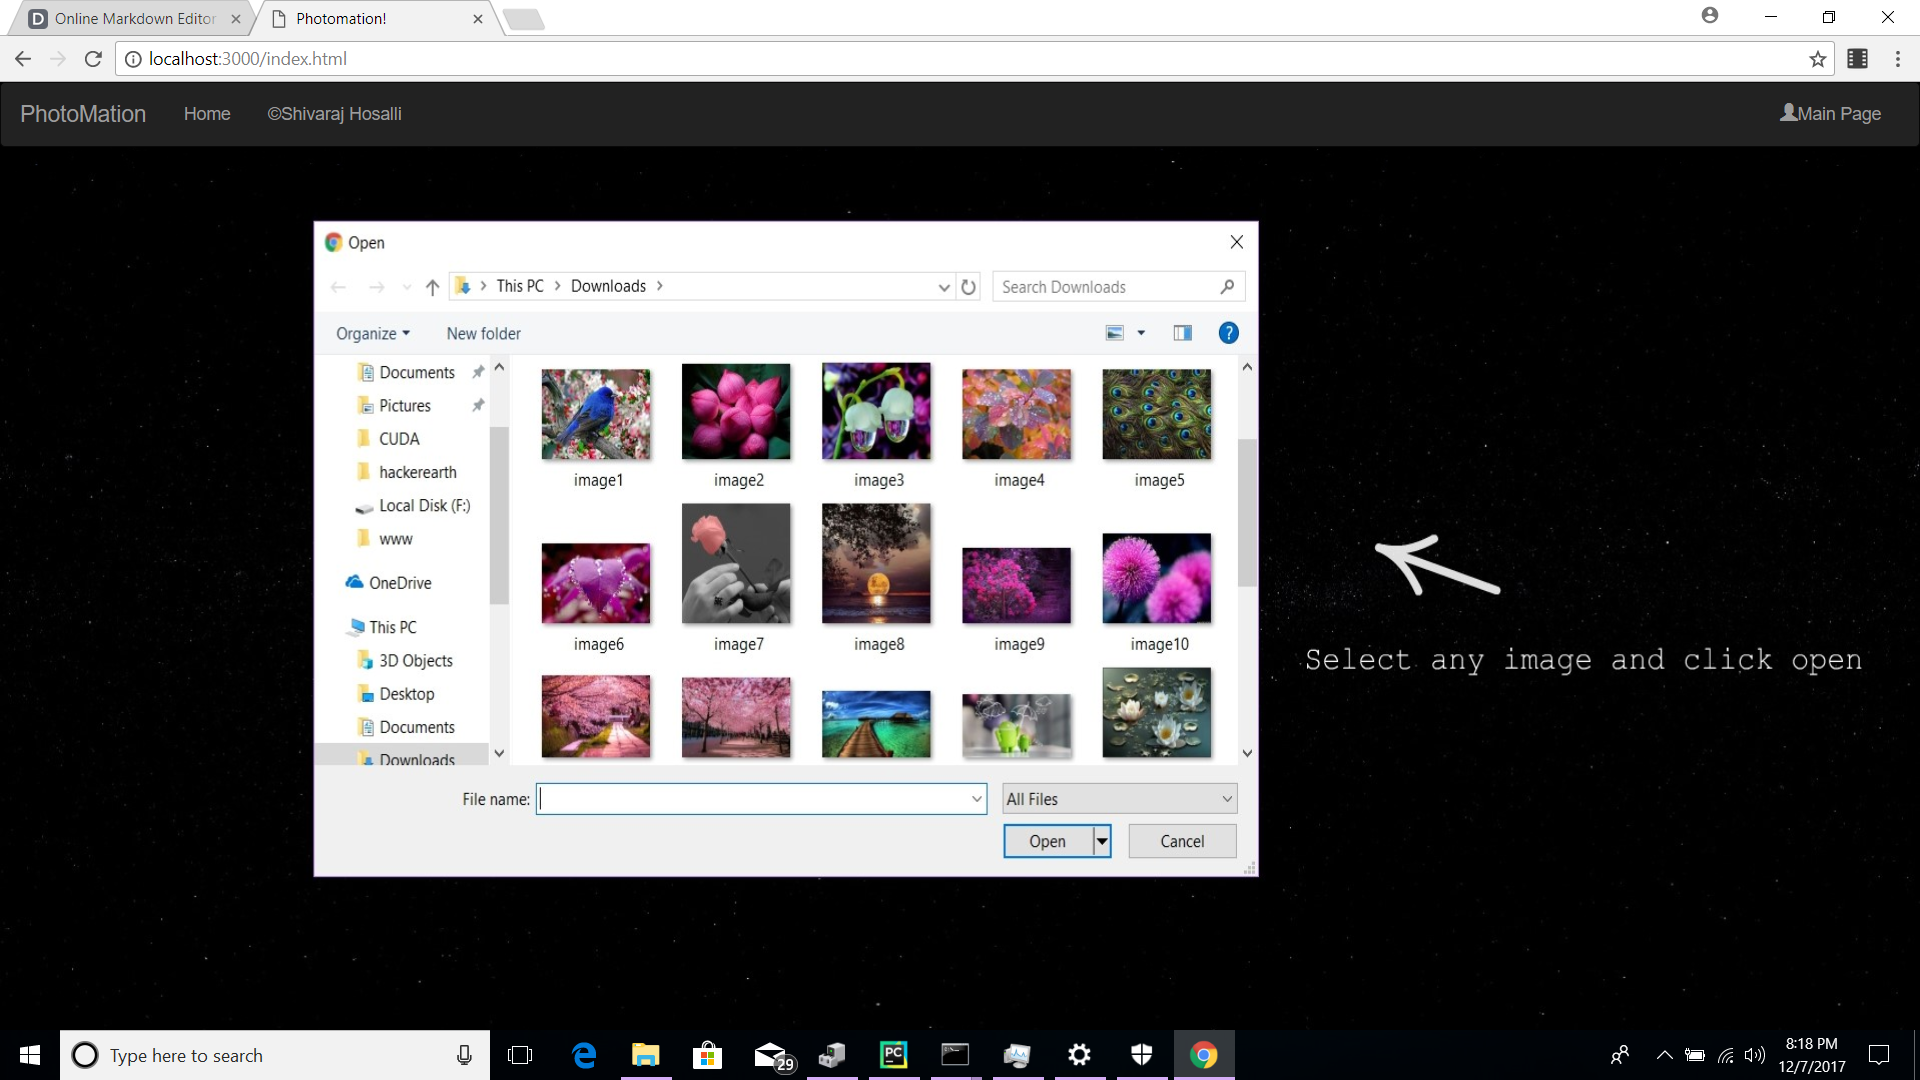 Online Markdown Editor
Photomation!
localhost:3000/index.html
PhotoMation Home ©Shivaraj Hosalli Main Page
Open
This PC > Downloads >
Search Downloads
Organize New folder
Documents
Pictures
CUDA
hackerearth
Local Disk (F:)
www
OneDrive
This PC
3D Objects
Desktop
Documents
Downloads
image1 image2 image3 image4 image5
image6 image7 image8 image9 image10
Select any image and click open
File name:
All Files
Open Cancel
Type here to search
29
PC
8:18 PM
12/7/2017